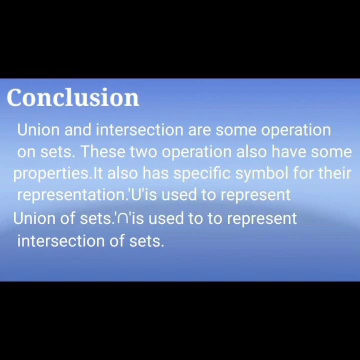 Conclusion
Union and intersection are some operation
on sets. These two operation also have some
properties.It also has specific symbol for their
representation.'U'is used to represent
Union of sets.'∩'is used to to represent
intersection of sets.